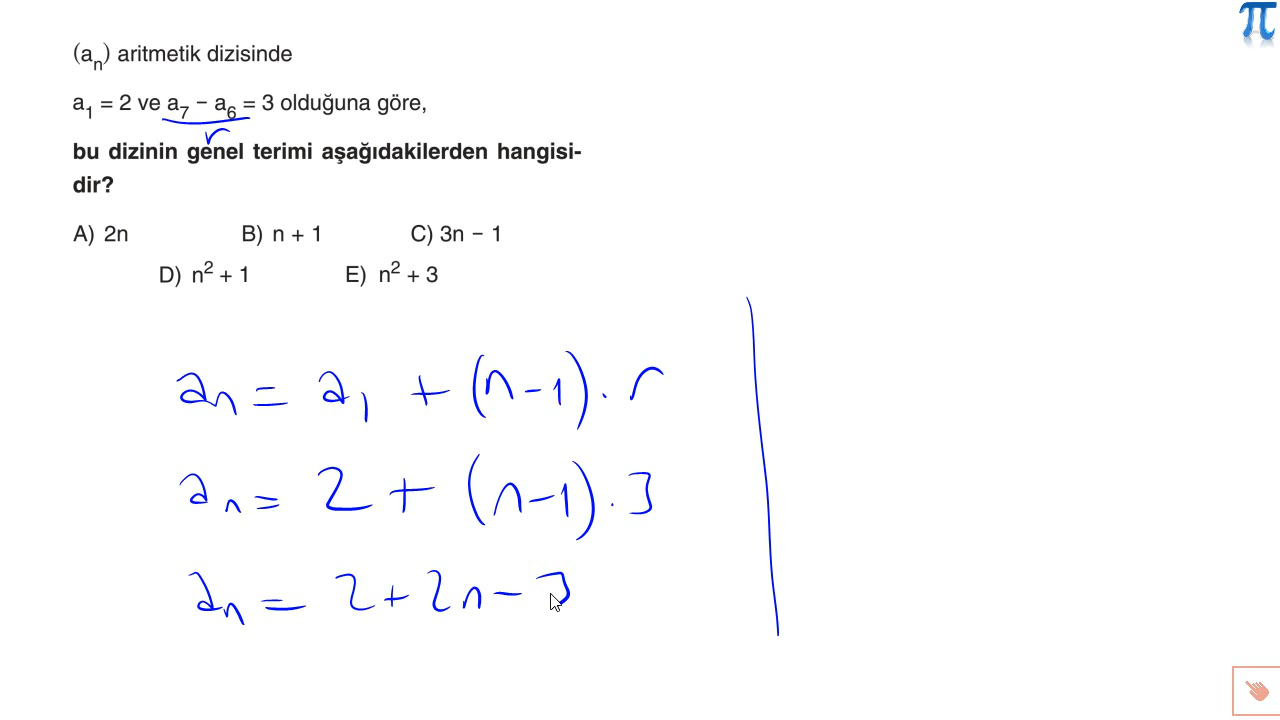 π
(aₙ) aritmetik dizisinde
a₁ = 2 ve a₇ − a₆ = 3 olduğuna göre,
r
bu dizinin genel terimi aşağıdakilerden hangisi-
dir?
A) 2n B) n + 1 C) 3n − 1
D) n² + 1 E) n² + 3
aₙ = a₁ + (n−1) . r
aₙ = 2 + (n−1) . 3
aₙ = 2 + 2n − 3